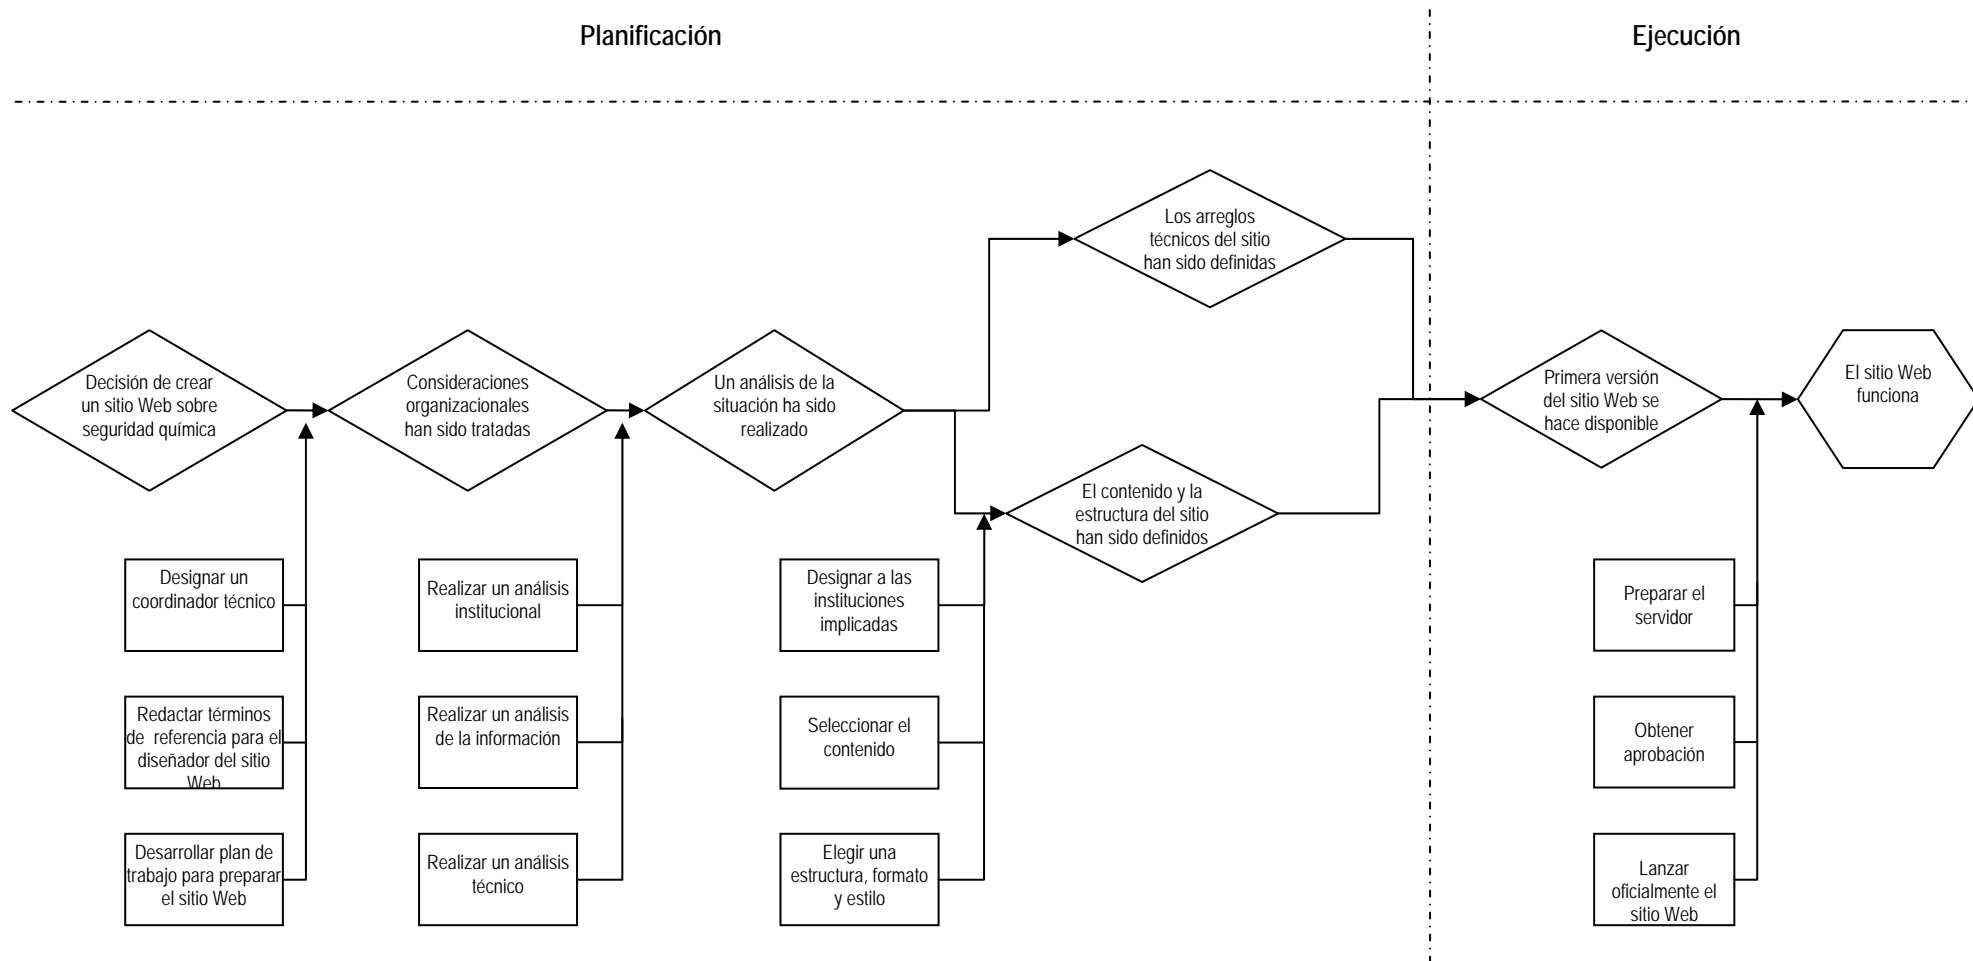 Planificación
Ejecución
Los arreglos
técnicos del sitio
han sido definidas
Decisión de crear
un sitio Web sobre
seguridad química
Consideraciones
organizacionales
han sido tratadas
Un análisis de la
situación ha sido
realizado
Primera versión
del sitio Web se
hace disponible
El sitio Web
funciona
El contenido y la
estructura del sitio
han sido definidos
Designar un
coordinador técnico
Realizar un análisis
institucional
Designar a las
instituciones
implicadas
Preparar el
servidor
Redactar términos
de referencia para el
diseñador del sitio
Web
Realizar un análisis
de la información
Seleccionar el
contenido
Obtener
aprobación
Desarrollar plan de
trabajo para preparar
el sitio Web
Realizar un análisis
técnico
Elegir una
estructura, formato
y estilo
Lanzar
oficialmente el
sitio Web